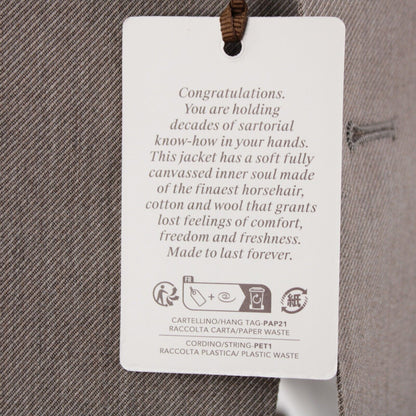 Congratulations.
You are holding
decades of sartorial
know-how in your hands.
This jacket has a soft fully
canvassed inner soul made
of the finaest horsehair,
cotton and wool that grants
lost feelings of comfort,
freedom and freshness.
Made to last forever.
FR
紙
CARTELLINO/HANG TAG-PAP21
RACCOLTA CARTA/PAPER WASTE
CORDINO/STRING-PET1
RACCOLTA PLASTICA/ PLASTIC WASTE